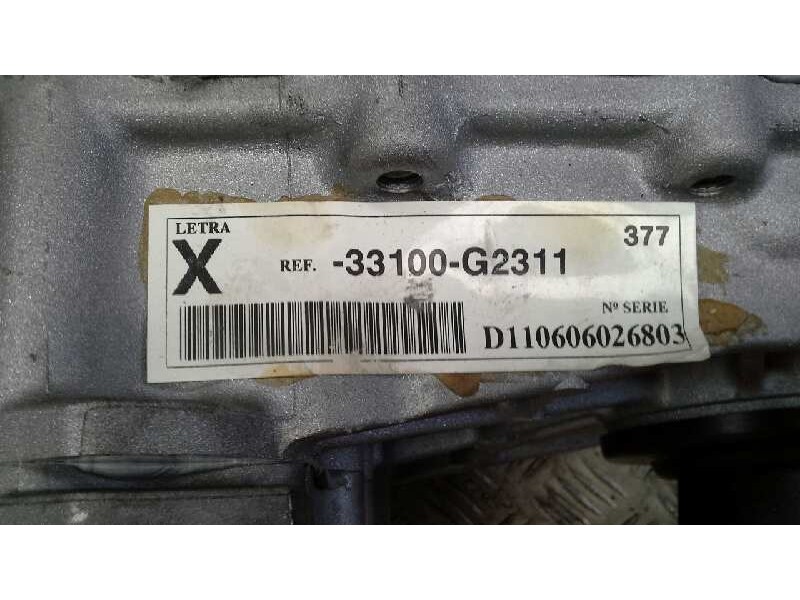 LETRA
X REF. -33100-G2311 377
Nº SERIE
D110606026803